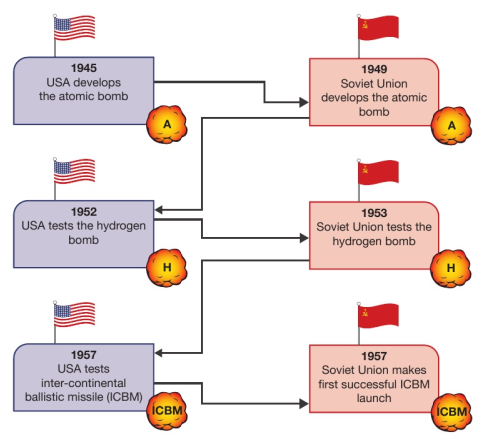 1945
USA develops
the atomic bomb
A
1949
Soviet Union
develops the atomic
bomb
A
1952
USA tests the hydrogen
bomb
H
1953
Soviet Union tests the
hydrogen bomb
H
1957
USA tests
inter-continental
ballistic missile (ICBM)
ICBM
1957
Soviet Union makes
first successful ICBM
launch
ICBM